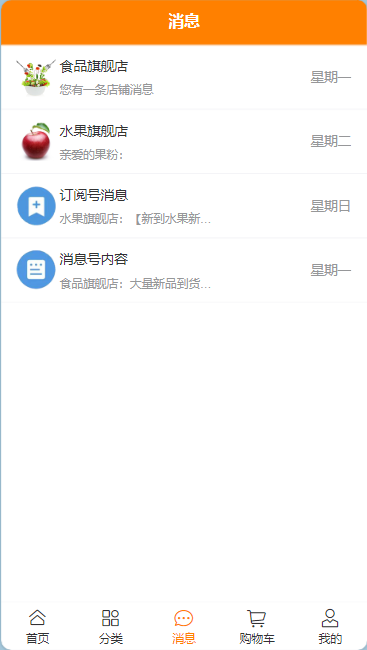 消息
食品旗舰店
您有一条店铺消息
星期一
水果旗舰店
亲爱的果粉：
星期二
订阅号消息
水果旗舰店：【新到水果新...
星期日
消息号内容
食品旗舰店：大量新品到货...
星期一
首页
分类
消息
购物车
我的